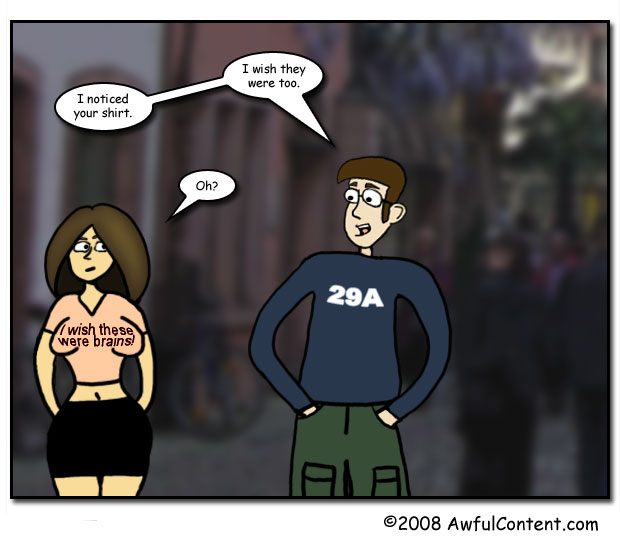 I noticed
your shirt.
I wish they
were too.
Oh?
I wish these
were brains!
29A
©2008 AwfulContent.com